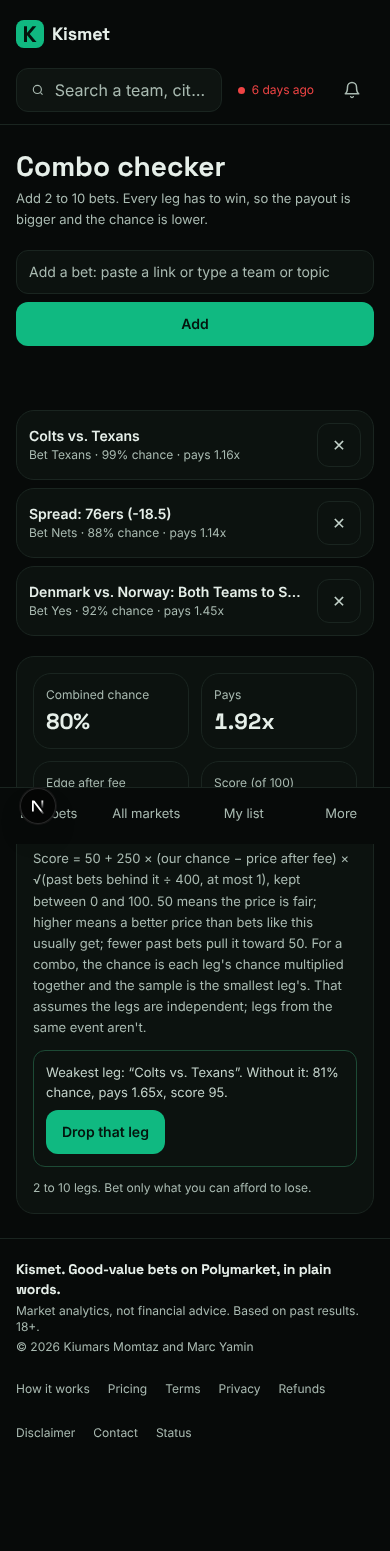 K Kismet
Search a team, cit...
6 days ago
Combo checker
Add 2 to 10 bets. Every leg has to win, so the payout is
bigger and the chance is lower.
Add a bet: paste a link or type a team or topic
Add
Colts vs. Texans
Bet Texans · 99% chance · pays 1.16x
Spread: 76ers (-18.5)
Bet Nets · 88% chance · pays 1.14x
Denmark vs. Norway: Both Teams to S...
Bet Yes · 92% chance · pays 1.45x
Combined chance
80%
Pays
1.92x
Edge after fee
Score (of 100)
N
bets
All markets
My list
More
Score = 50 + 250 × (our chance − price after fee) ×
√(past bets behind it ÷ 400, at most 1), kept
between 0 and 100. 50 means the price is fair;
higher means a better price than bets like this
usually get; fewer past bets pull it toward 50. For a
combo, the chance is each leg's chance multiplied
together and the sample is the smallest leg's. That
assumes the legs are independent; legs from the
same event aren't.
Weakest leg: “Colts vs. Texans”. Without it: 81%
chance, pays 1.65x, score 95.
Drop that leg
2 to 10 legs. Bet only what you can afford to lose.
Kismet. Good-value bets on Polymarket, in plain
words.
Market analytics, not financial advice. Based on past results.
18+.
© 2026 Kiumars Momtaz and Marc Yamin
How it works
Pricing
Terms
Privacy
Refunds
Disclaimer
Contact
Status